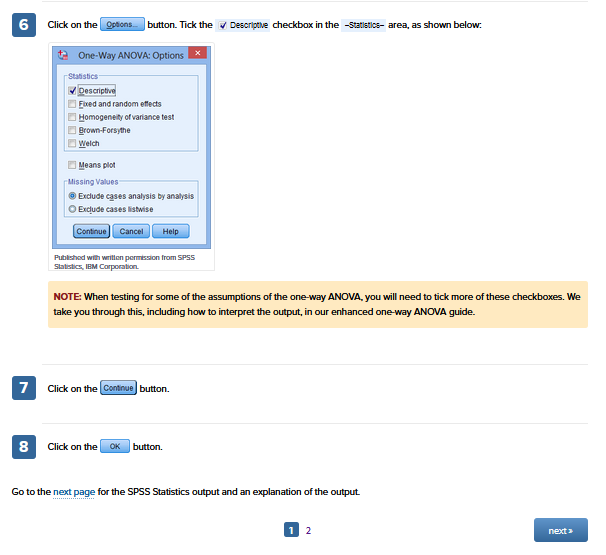 6 Click on the Options... button. Tick the Descriptive checkbox in the –Statistics– area, as shown below:
One-Way ANOVA: Options
Statistics
Descriptive
Fixed and random effects
Homogeneity of variance test
Brown-Forsythe
Welch
Means plot
Missing Values
Exclude cases analysis by analysis
Exclude cases listwise
Continue Cancel Help
Published with written permission from SPSS
Statistics, IBM Corporation.
NOTE: When testing for some of the assumptions of the one-way ANOVA, you will need to tick more of these checkboxes. We
take you through this, including how to interpret the output, in our enhanced one-way ANOVA guide.
7 Click on the Continue button.
8 Click on the OK button.
Go to the next page for the SPSS Statistics output and an explanation of the output.
1 2 next »